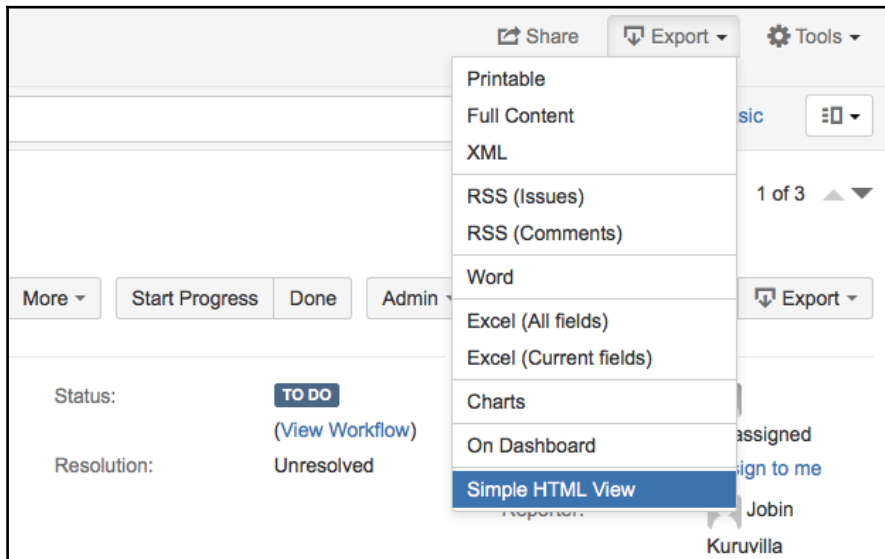 Share Export Tools
Printable
Full Content
sic
XML
RSS (Issues)
1 of 3
RSS (Comments)
Word
More Start Progress Done Admin Export
Excel (All fields)
Excel (Current fields)
Status: TO DO
Charts
(View Workflow)
assigned
On Dashboard
Resolution: Unresolved
ign to me
Simple HTML View
Reporter: Jobin
Kuruvilla